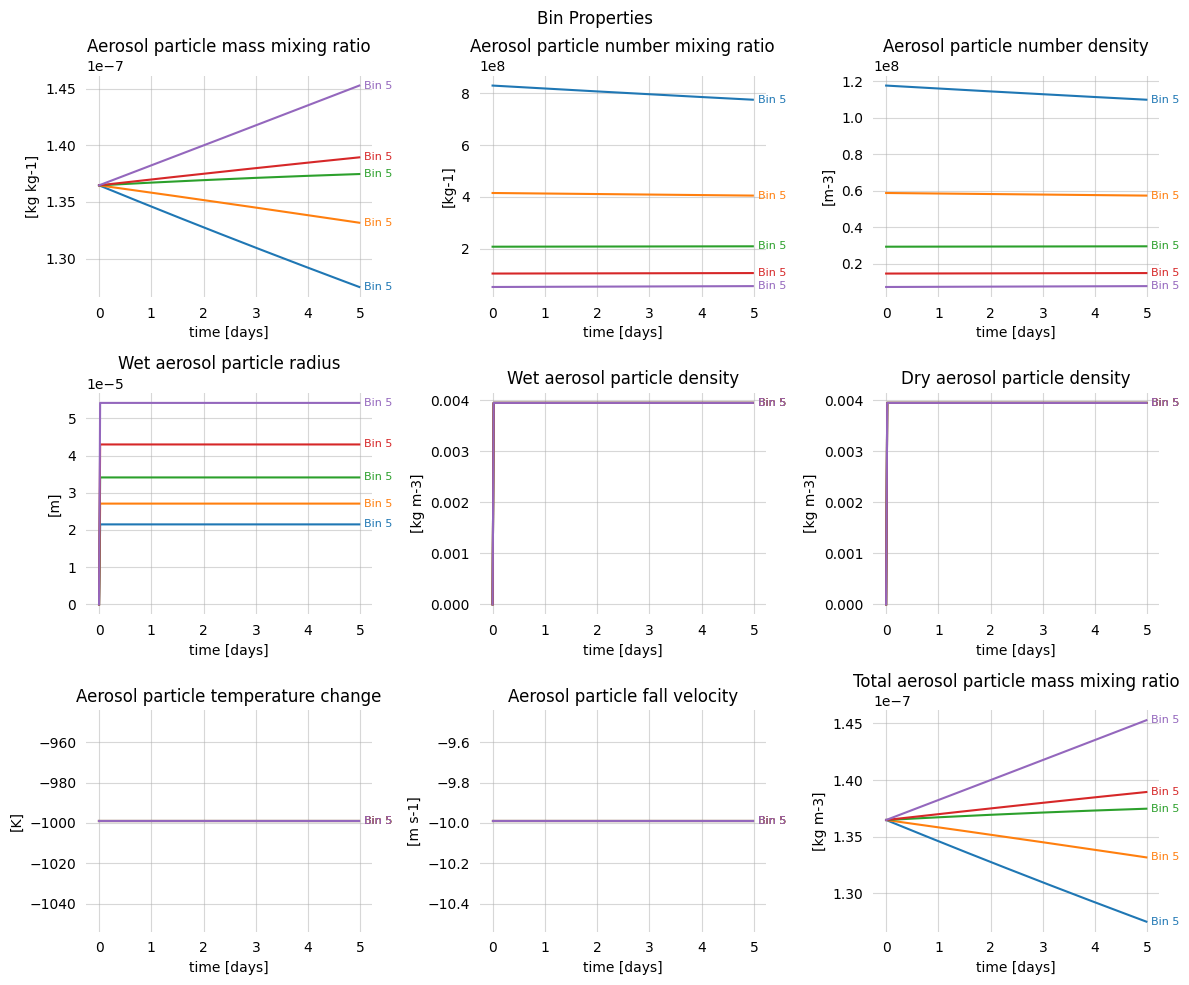 Bin Properties
Aerosol particle mass mixing ratio
1e−7
1.45
1.40
1.35
1.30
[kg kg-1]
Bin 5
Bin 5
Bin 5
Bin 5
Bin 5
0 1 2 3 4 5
time [days]
Aerosol particle number mixing ratio
1e8
8
6
4
2
[kg-1]
Bin 5
Bin 5
Bin 5
Bin 5
Bin 5
0 1 2 3 4 5
time [days]
Aerosol particle number density
1e8
1.2
1.0
0.8
0.6
0.4
0.2
[m-3]
Bin 5
Bin 5
Bin 5
Bin 5
Bin 5
0 1 2 3 4 5
time [days]
Wet aerosol particle radius
1e−5
5
4
3
2
1
0
[m]
Bin 5
Bin 5
Bin 5
Bin 5
Bin 5
0 1 2 3 4 5
time [days]
Wet aerosol particle density
0.004
0.003
0.002
0.001
0.000
[kg m-3]
Bin 5
0 1 2 3 4 5
time [days]
Dry aerosol particle density
0.004
0.003
0.002
0.001
0.000
[kg m-3]
Bin 5
0 1 2 3 4 5
time [days]
Aerosol particle temperature change
−960
−980
−1000
−1020
−1040
[K]
Bin 5
0 1 2 3 4 5
time [days]
Aerosol particle fall velocity
−9.6
−9.8
−10.0
−10.2
−10.4
[m s-1]
Bin 5
0 1 2 3 4 5
time [days]
Total aerosol particle mass mixing ratio
1e−7
1.45
1.40
1.35
1.30
[kg m-3]
Bin 5
Bin 5
Bin 5
Bin 5
Bin 5
0 1 2 3 4 5
time [days]